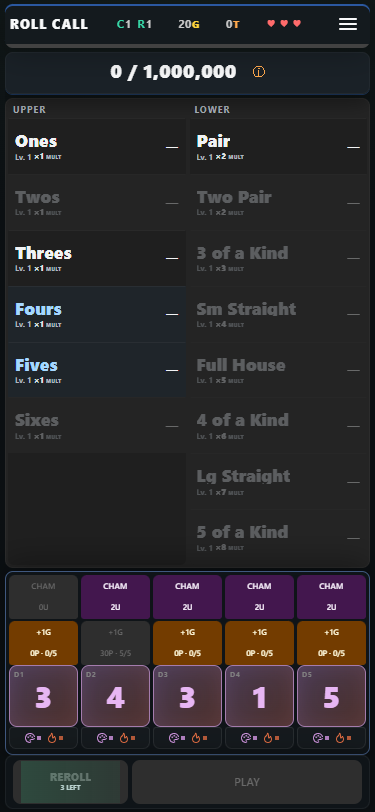 ROLL CALL C1 R1 20G 0T
0 / 1,000,000
UPPER LOWER
Ones —
Lv. 1 ×1 MULT
Pair —
Lv. 1 ×2 MULT
Twos —
Lv. 1 ×1 MULT
Two Pair —
Lv. 1 ×2 MULT
Threes —
Lv. 1 ×1 MULT
3 of a Kind —
Lv. 1 ×3 MULT
Fours —
Lv. 1 ×1 MULT
Sm Straight —
Lv. 1 ×4 MULT
Fives —
Lv. 1 ×1 MULT
Full House —
Lv. 1 ×5 MULT
Sixes —
Lv. 1 ×1 MULT
4 of a Kind —
Lv. 1 ×6 MULT
Lg Straight —
Lv. 1 ×7 MULT
5 of a Kind —
Lv. 1 ×8 MULT
CHAM CHAM CHAM CHAM CHAM
0U 2U 2U 2U 2U
+1G +1G +1G +1G +1G
0P · 0/5 30P · 5/5 0P · 0/5 0P · 0/5 0P · 0/5
D1 D2 D3 D4 D5
3 4 3 1 5
REROLL
3 LEFT
PLAY